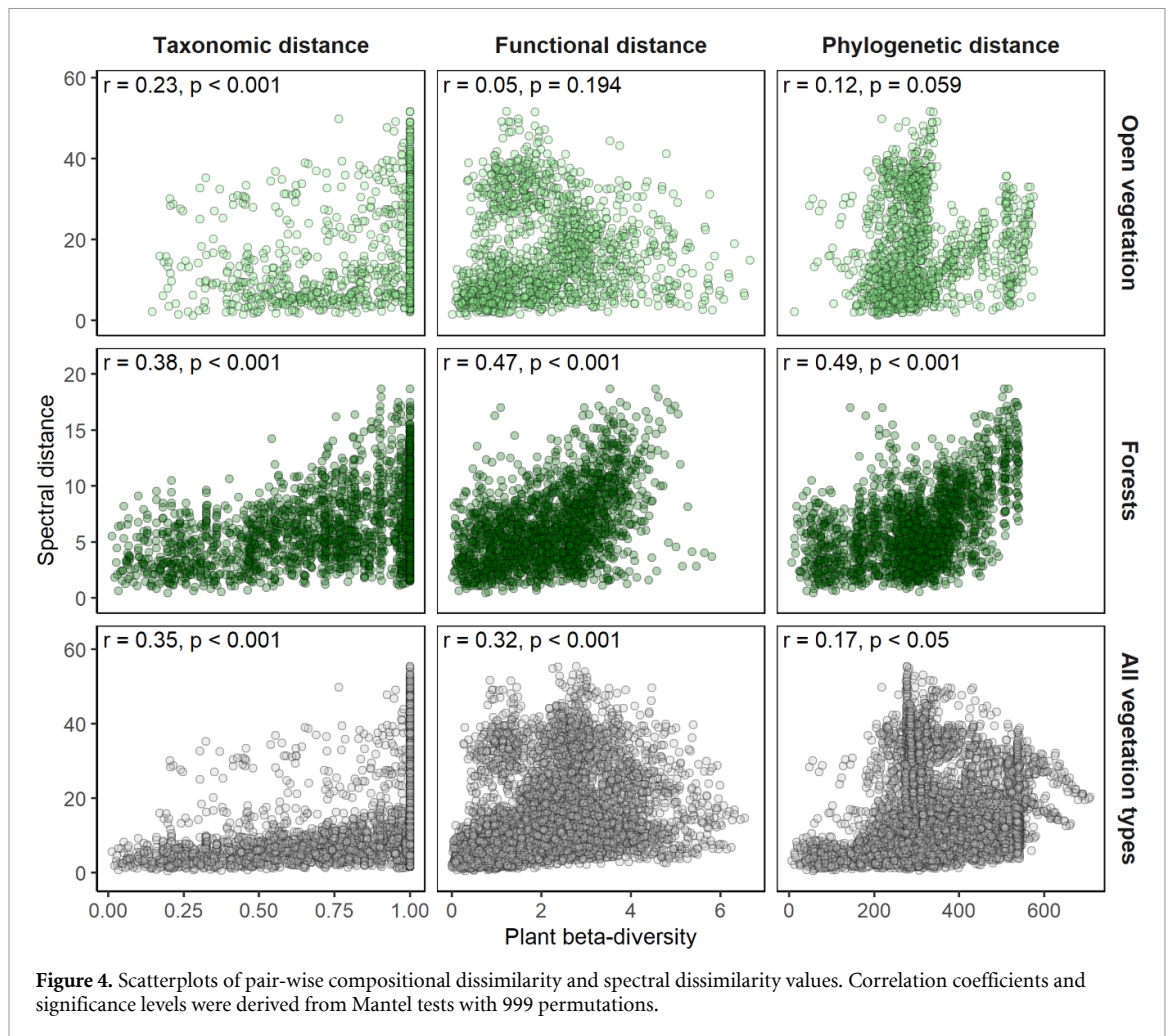 Taxonomic distance
Functional distance
Phylogenetic distance
60
40
20
0
r = 0.23, p < 0.001
r = 0.05, p = 0.194
r = 0.12, p = 0.059
Open vegetation
20
15
10
5
0
r = 0.38, p < 0.001
r = 0.47, p < 0.001
r = 0.49, p < 0.001
Forests
Spectral distance
60
40
20
0
r = 0.35, p < 0.001
r = 0.32, p < 0.001
r = 0.17, p < 0.05
All vegetation types
0.00 0.25 0.50 0.75 1.00
0 2 4 6
0 200 400 600
Plant beta-diversity
Figure 4. Scatterplots of pair-wise compositional dissimilarity and spectral dissimilarity values. Correlation coefficients and
significance levels were derived from Mantel tests with 999 permutations.